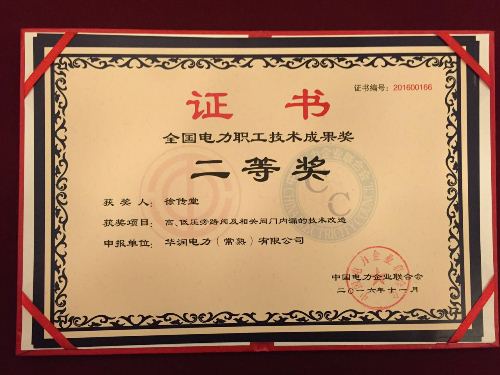 证书编号：201600166
证 书
全国电力职工技术成果奖
二等奖
获 奖 人：徐传堂
获奖项目：高、低压旁路阀及相关阀门内漏的技术改造
申报单位：华润电力（常熟）有限公司
中国电力企业联合会
二〇一六年十一月